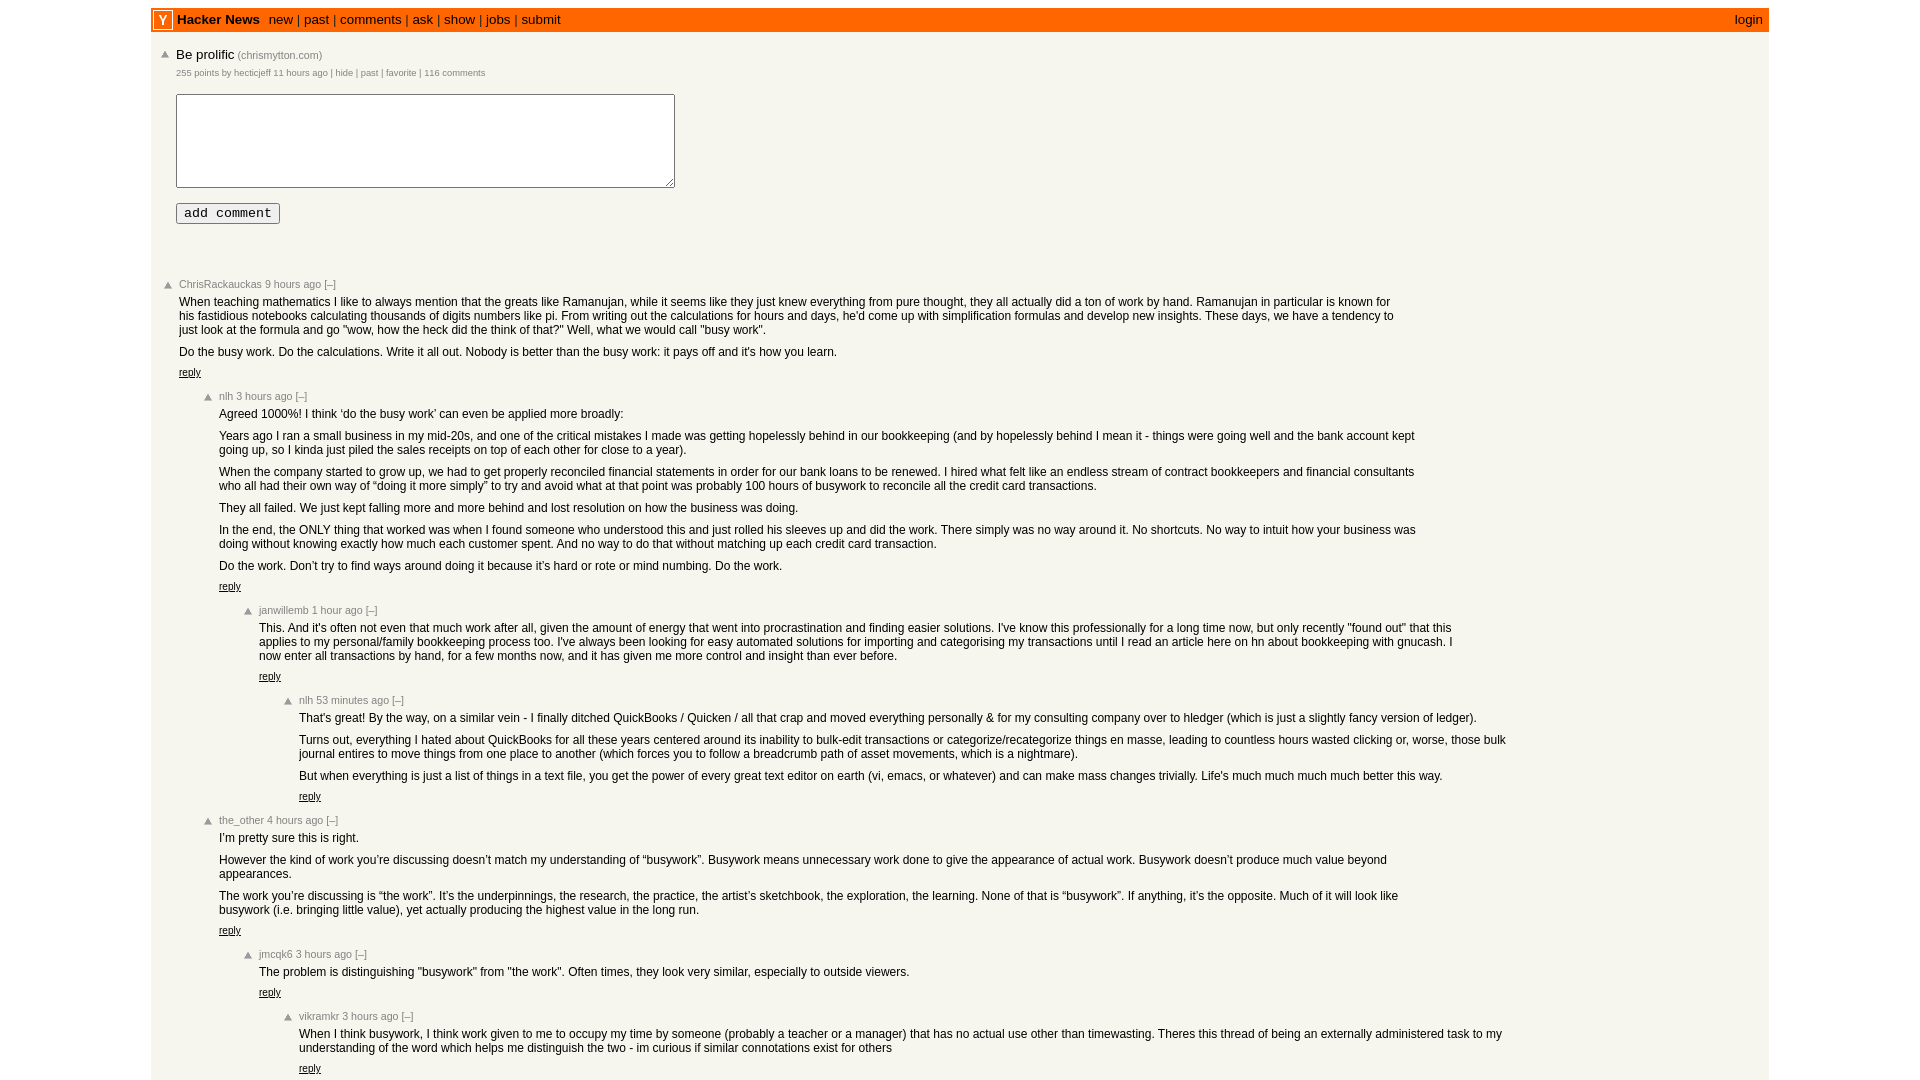 Y Hacker News new | past | comments | ask | show | jobs | submit login
Be prolific (chrismytton.com)
255 points by hecticjeff 11 hours ago | hide | past | favorite | 116 comments
add comment
ChrisRackauckas 9 hours ago [–]
When teaching mathematics I like to always mention that the greats like Ramanujan, while it seems like they just knew everything from pure thought, they all actually did a ton of work by hand. Ramanujan in particular is known for
his fastidious notebooks calculating thousands of digits numbers like pi. From writing out the calculations for hours and days, he'd come up with simplification formulas and develop new insights. These days, we have a tendency to
just look at the formula and go "wow, how the heck did the think of that?" Well, what we would call "busy work".
Do the busy work. Do the calculations. Write it all out. Nobody is better than the busy work: it pays off and it's how you learn.
reply
nlh 3 hours ago [–]
Agreed 1000%! I think ‘do the busy work’ can even be applied more broadly:
Years ago I ran a small business in my mid-20s, and one of the critical mistakes I made was getting hopelessly behind in our bookkeeping (and by hopelessly behind I mean it - things were going well and the bank account kept
going up, so I kinda just piled the sales receipts on top of each other for close to a year).
When the company started to grow up, we had to get properly reconciled financial statements in order for our bank loans to be renewed. I hired what felt like an endless stream of contract bookkeepers and financial consultants
who all had their own way of “doing it more simply” to try and avoid what at that point was probably 100 hours of busywork to reconcile all the credit card transactions.
They all failed. We just kept falling more and more behind and lost resolution on how the business was doing.
In the end, the ONLY thing that worked was when I found someone who understood this and just rolled his sleeves up and did the work. There simply was no way around it. No shortcuts. No way to intuit how your business was
doing without knowing exactly how much each customer spent. And no way to do that without matching up each credit card transaction.
Do the work. Don’t try to find ways around doing it because it’s hard or rote or mind numbing. Do the work.
reply
janwillemb 1 hour ago [–]
This. And it's often not even that much work after all, given the amount of energy that went into procrastination and finding easier solutions. I've know this professionally for a long time now, but only recently "found out" that this
applies to my personal/family bookkeeping process too. I've always been looking for easy automated solutions for importing and categorising my transactions until I read an article here on hn about bookkeeping with gnucash. I
now enter all transactions by hand, for a few months now, and it has given me more control and insight than ever before.
reply
nlh 53 minutes ago [–]
That's great! By the way, on a similar vein - I finally ditched QuickBooks / Quicken / all that crap and moved everything personally & for my consulting company over to hledger (which is just a slightly fancy version of ledger).
Turns out, everything I hated about QuickBooks for all these years centered around its inability to bulk-edit transactions or categorize/recategorize things en masse, leading to countless hours wasted clicking or, worse, those bulk
journal entires to move things from one place to another (which forces you to follow a breadcrumb path of asset movements, which is a nightmare).
But when everything is just a list of things in a text file, you get the power of every great text editor on earth (vi, emacs, or whatever) and can make mass changes trivially. Life's much much much much better this way.
reply
the_other 4 hours ago [–]
I’m pretty sure this is right.
However the kind of work you’re discussing doesn’t match my understanding of “busywork”. Busywork means unnecessary work done to give the appearance of actual work. Busywork doesn’t produce much value beyond
appearances.
The work you’re discussing is “the work”. It’s the underpinnings, the research, the practice, the artist’s sketchbook, the exploration, the learning. None of that is “busywork”. If anything, it’s the opposite. Much of it will look like
busywork (i.e. bringing little value), yet actually producing the highest value in the long run.
reply
jmcqk6 3 hours ago [–]
The problem is distinguishing "busywork" from "the work". Often times, they look very similar, especially to outside viewers.
reply
vikramkr 3 hours ago [–]
When I think busywork, I think work given to me to occupy my time by someone (probably a teacher or a manager) that has no actual use other than timewasting. Theres this thread of being an externally administered task to my
understanding of the word which helps me distinguish the two - im curious if similar connotations exist for others
reply